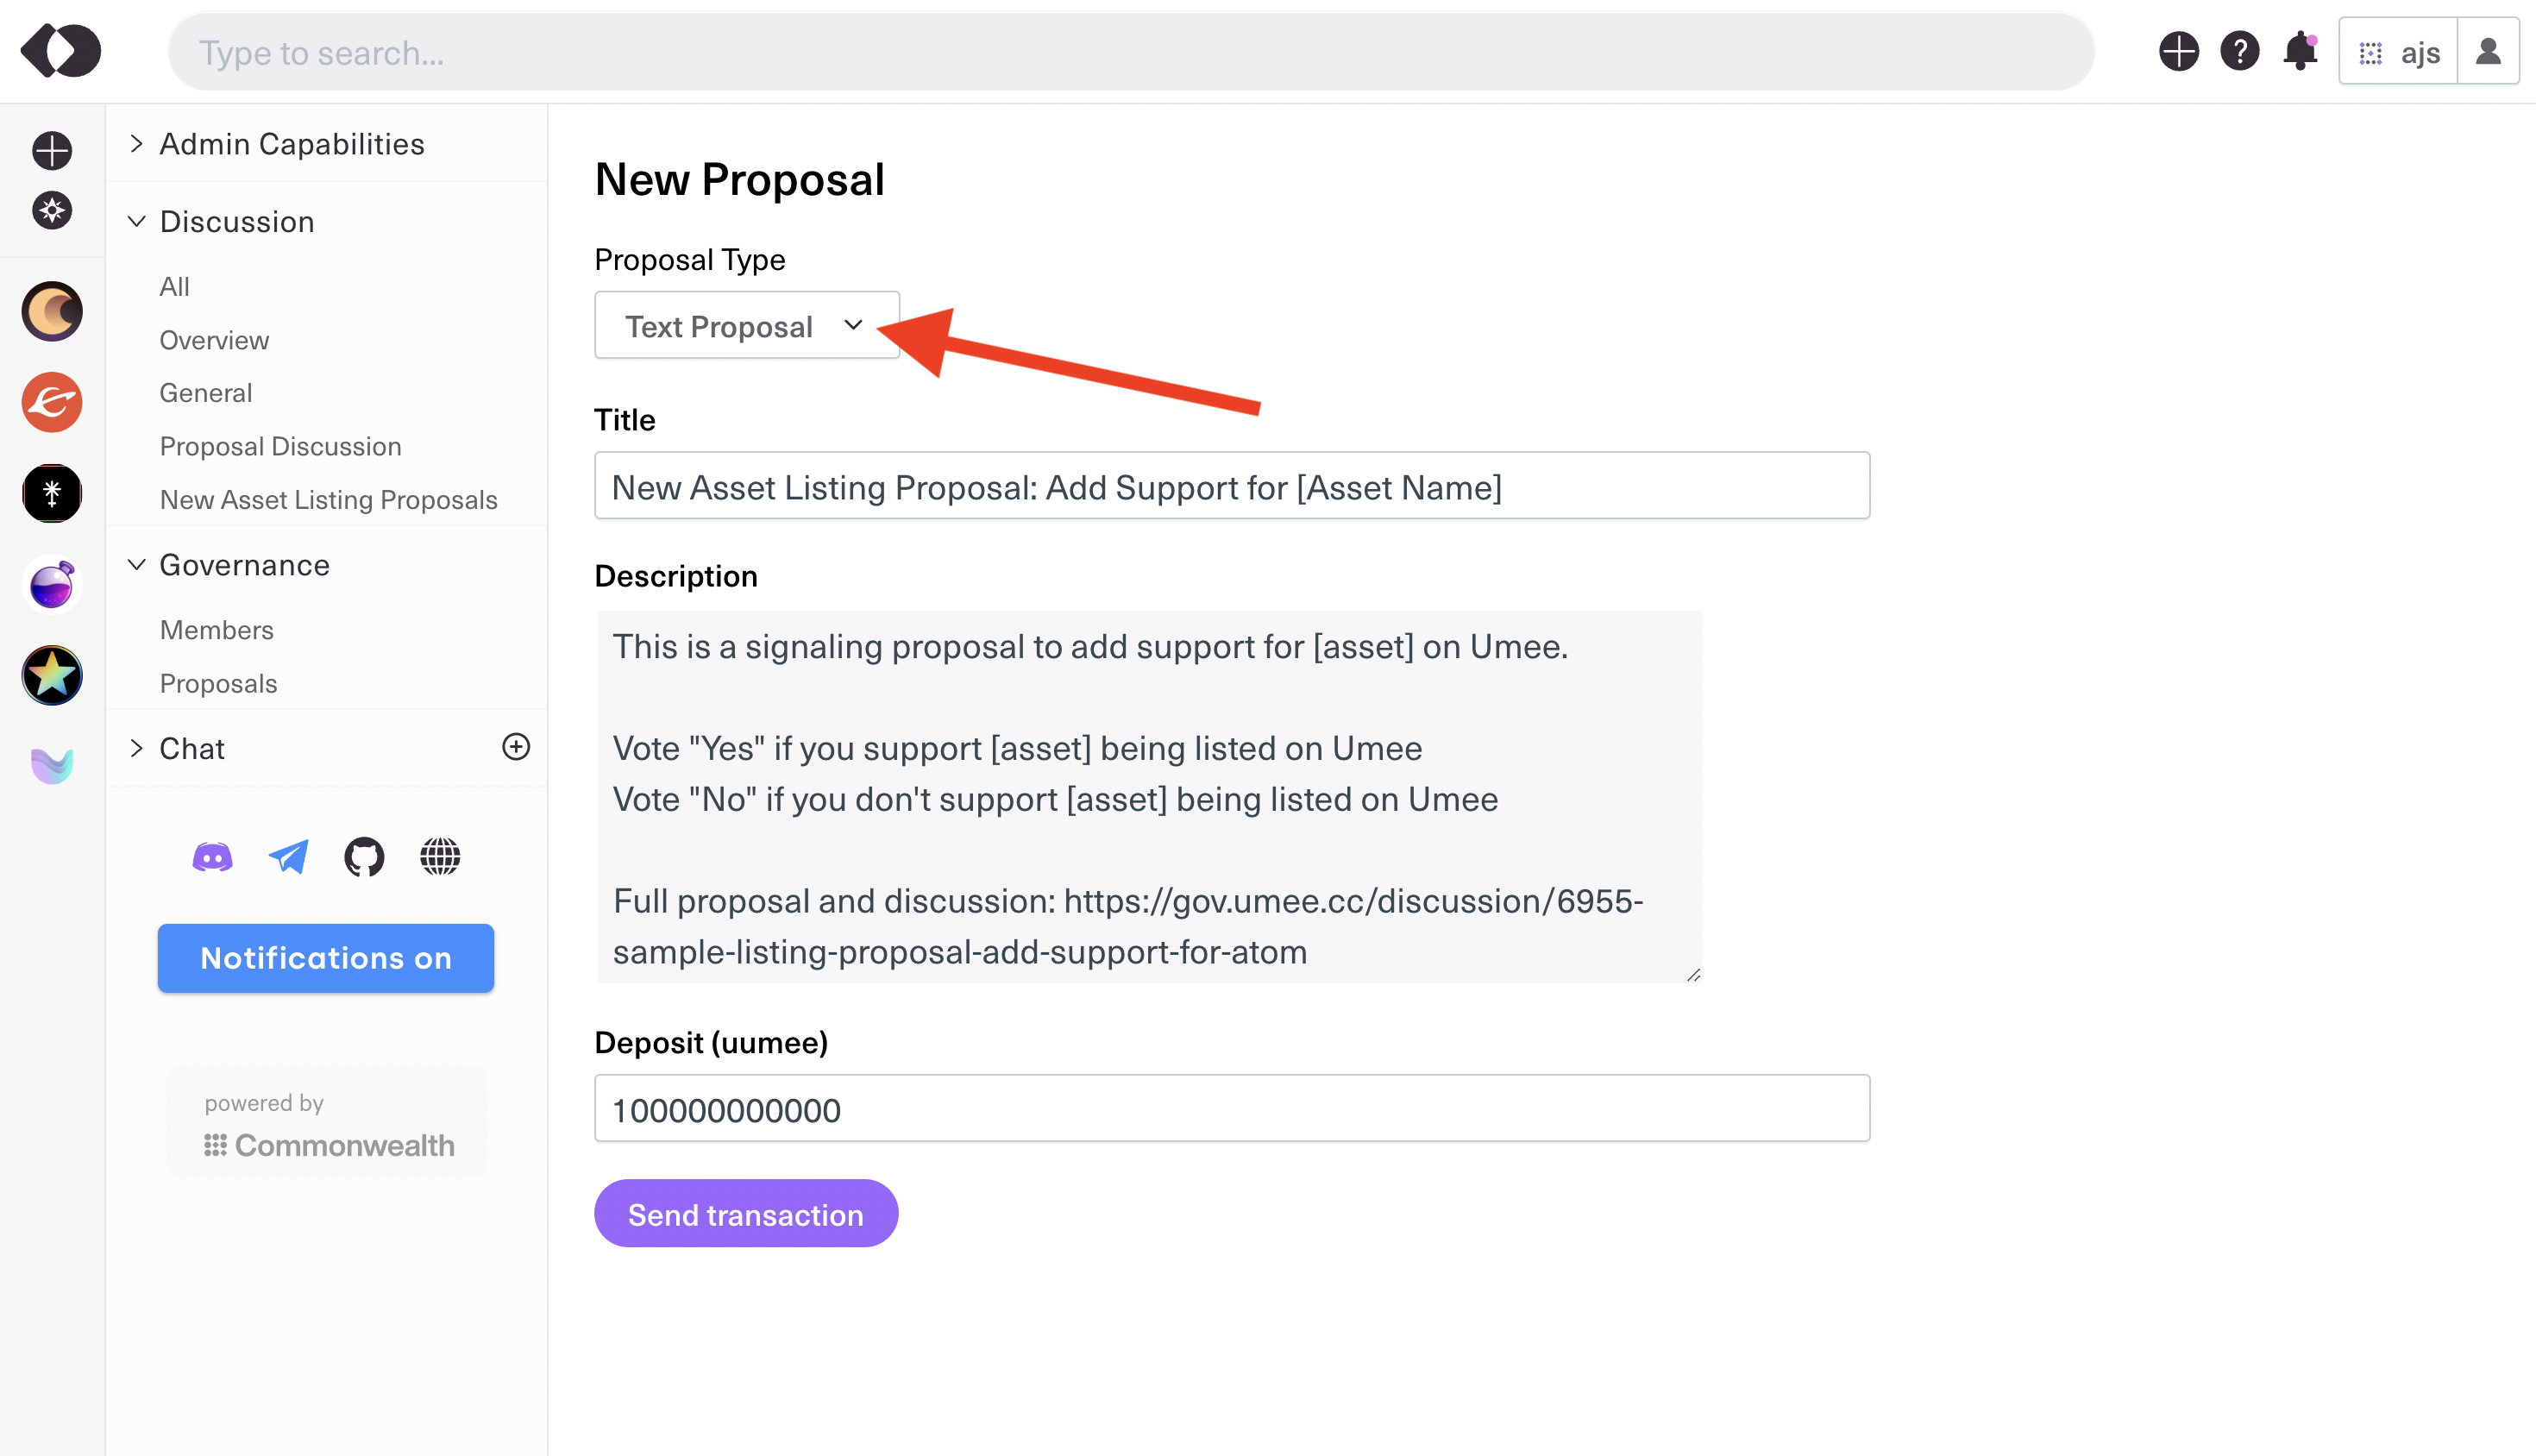 Type to search...
ajs
Admin Capabilities
Discussion
All
Overview
General
Proposal Discussion
New Asset Listing Proposals
Governance
Members
Proposals
Chat
Notifications on
powered by
Commonwealth
New Proposal
Proposal Type
Text Proposal
Title
New Asset Listing Proposal: Add Support for [Asset Name]
Description
This is a signaling proposal to add support for [asset] on Umee.
Vote "Yes" if you support [asset] being listed on Umee
Vote "No" if you don't support [asset] being listed on Umee
Full proposal and discussion: https://gov.umee.cc/discussion/6955-
sample-listing-proposal-add-support-for-atom
Deposit (uumee)
100000000000
Send transaction